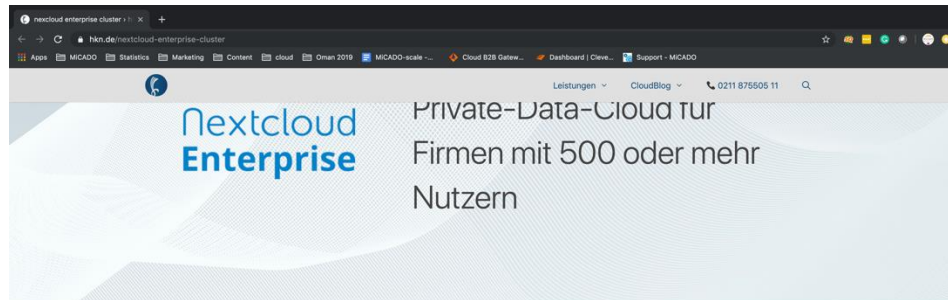 nexcloud enterprise cluster
hkn.de/nextcloud-enterprise-cluster
Apps MiCADO Statistics Marketing Content cloud Oman 2019 MiCADO-scale -... Cloud B2B Gatew... Dashboard | Cleve... Support - MiCADO
Leistungen CloudBlog 0211 875505 11
Nextcloud
Enterprise
Private-Data-Cloud für
Firmen mit 500 oder mehr
Nutzern